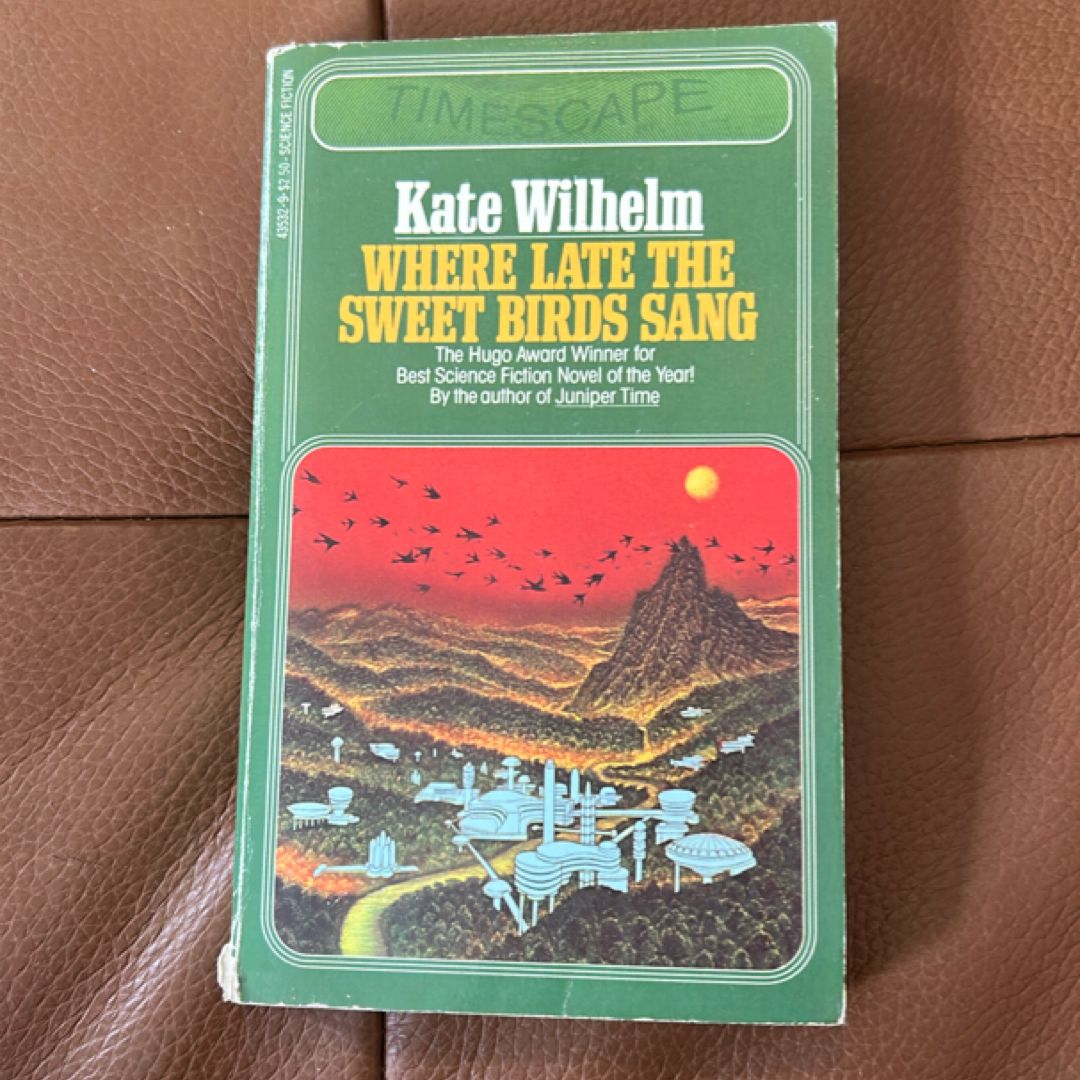 43532-9·$2.50·SCIENCE FICTION
TIMESCAPE
Kate Wilhelm
WHERE LATE THE
SWEET BIRDS SANG
The Hugo Award Winner for
Best Science Fiction Novel of the Year!
By the author of Juniper Time